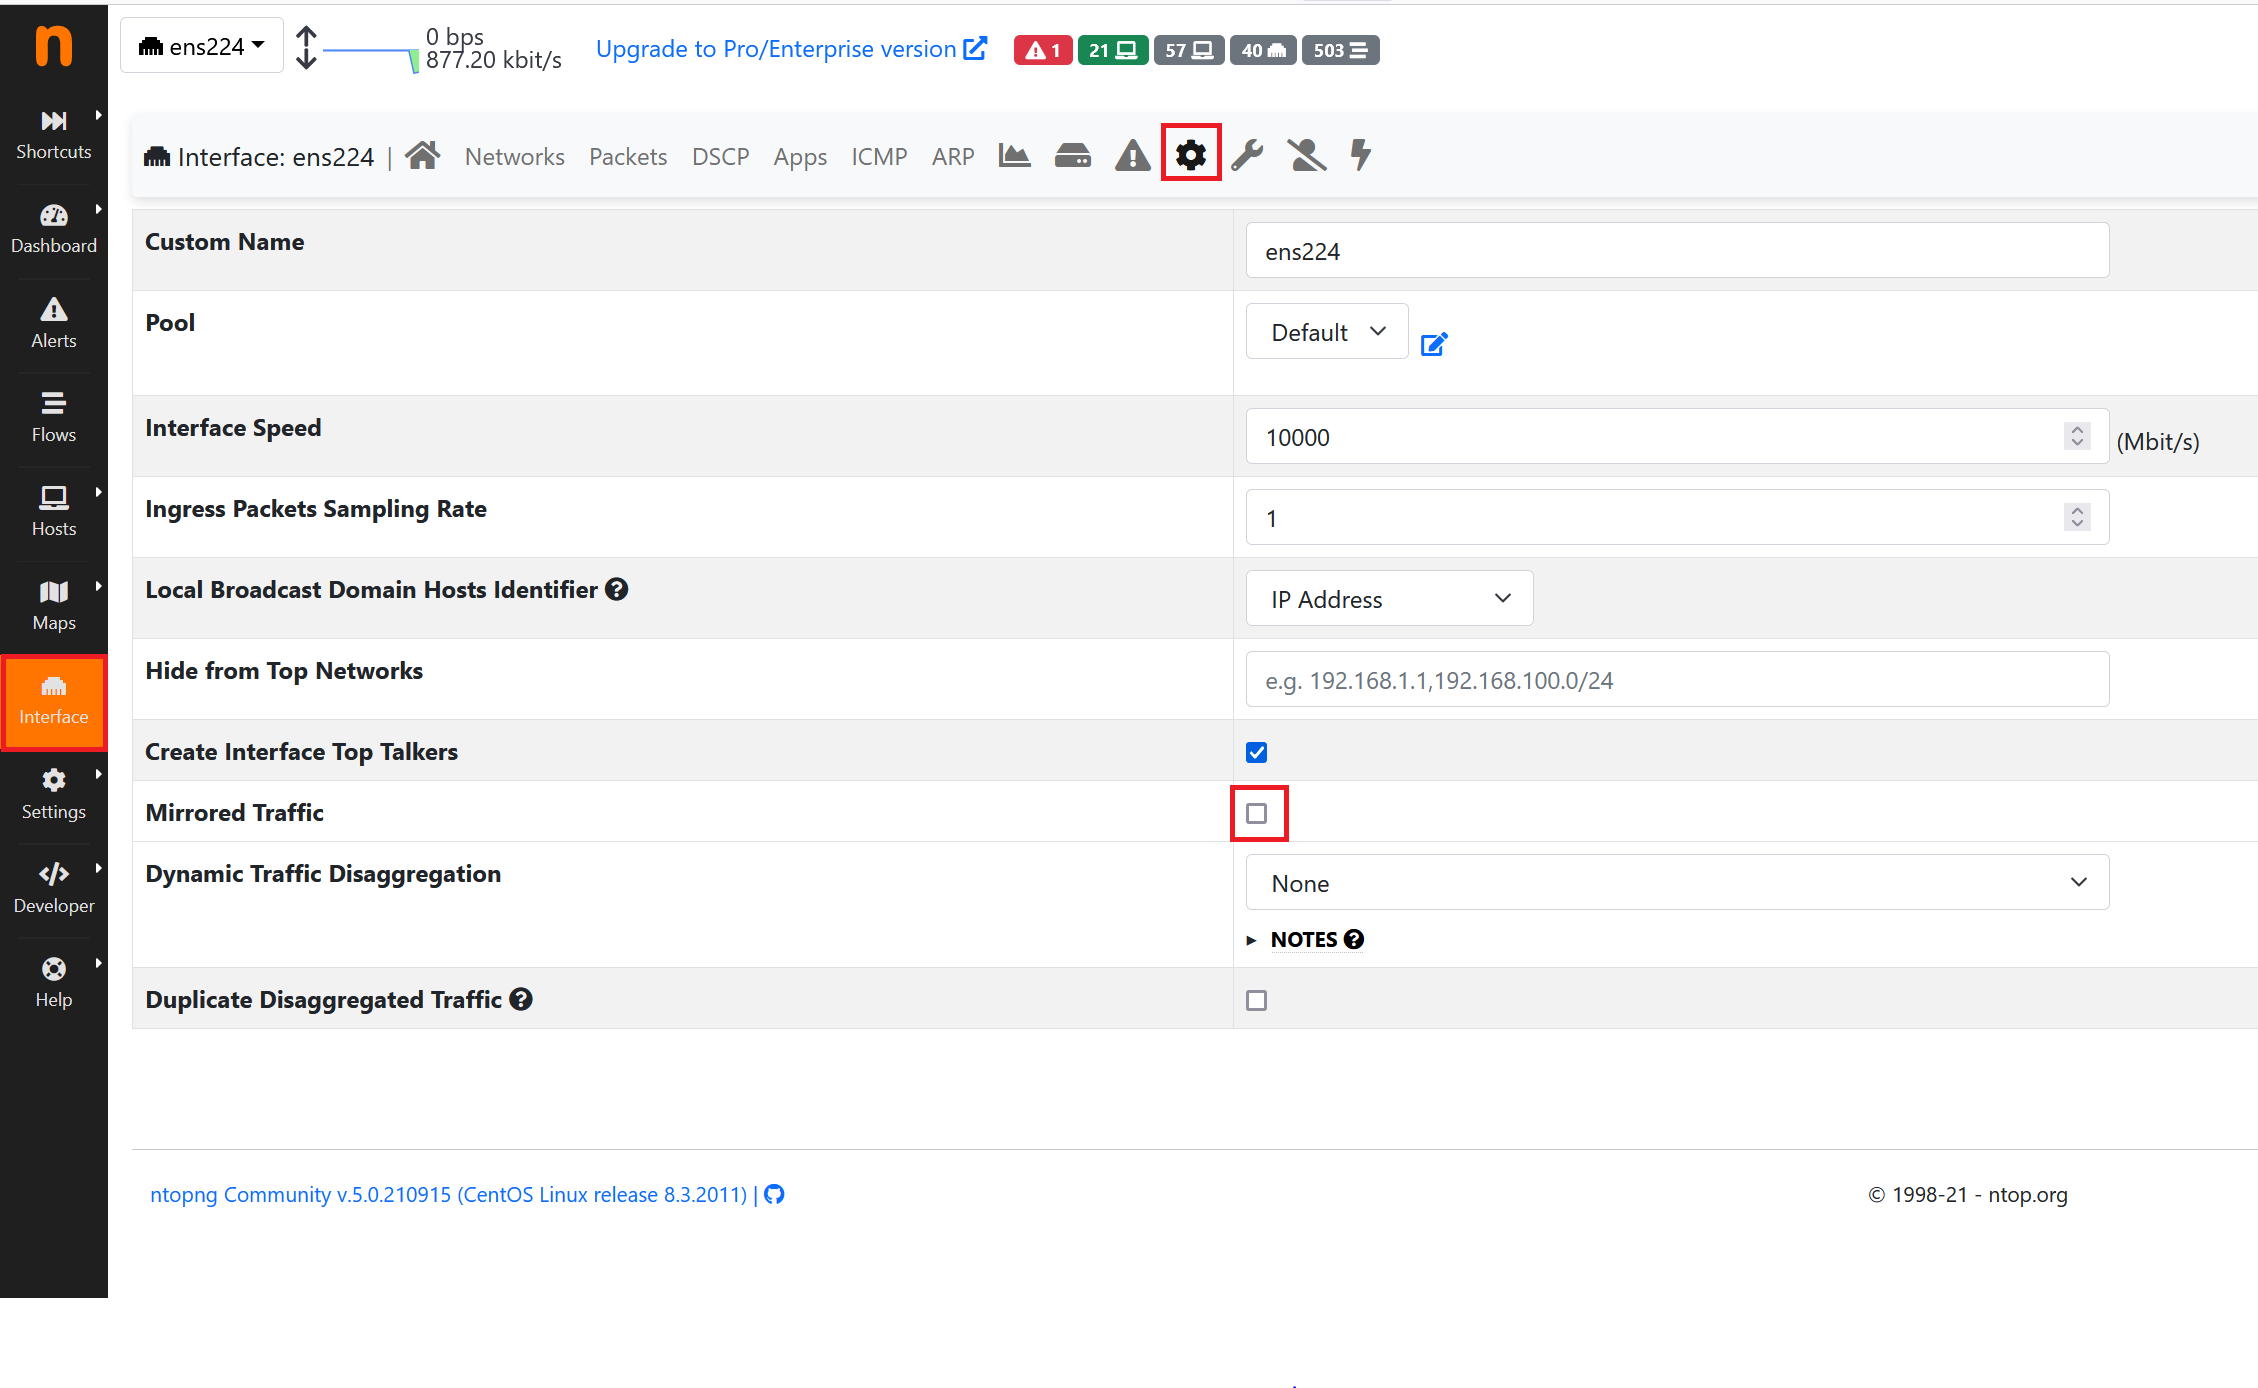 n
ens224
0 bps
877.20 kbit/s
Upgrade to Pro/Enterprise version
1
21
57
40
503
Shortcuts
Dashboard
Alerts
Flows
Hosts
Maps
Interface
Settings
Developer
Help
Interface: ens224 | Networks Packets DSCP Apps ICMP ARP
Custom Name
ens224
Pool
Default
Interface Speed
10000
(Mbit/s)
Ingress Packets Sampling Rate
1
Local Broadcast Domain Hosts Identifier ?
IP Address
Hide from Top Networks
e.g. 192.168.1.1,192.168.100.0/24
Create Interface Top Talkers
Mirrored Traffic
Dynamic Traffic Disaggregation
None
NOTES ?
Duplicate Disaggregated Traffic ?
ntopng Community v.5.0.210915 (CentOS Linux release 8.3.2011) |
© 1998-21 - ntop.org